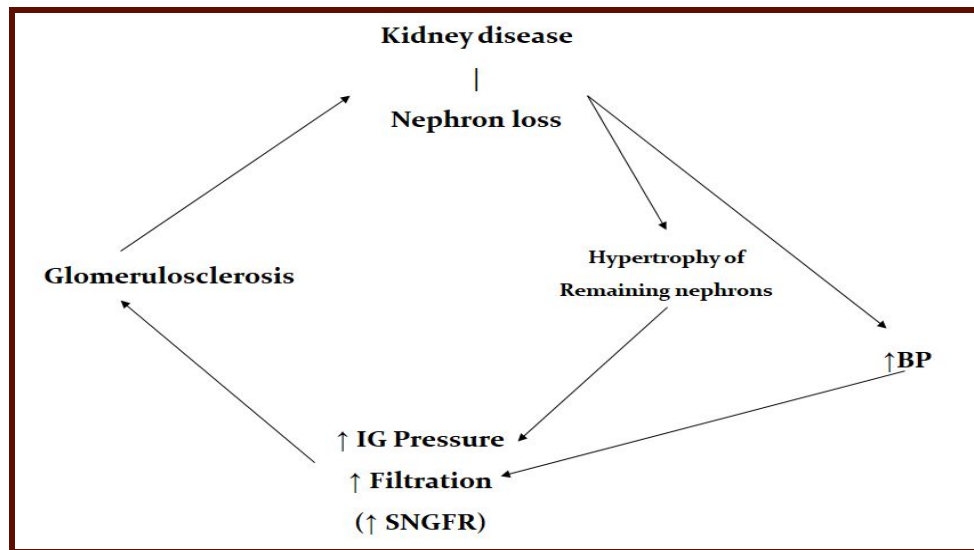 Kidney disease
|
Nephron loss
Glomerulosclerosis
Hypertrophy of
Remaining nephrons
↑BP
↑ IG Pressure
↑ Filtration
(↑ SNGFR)